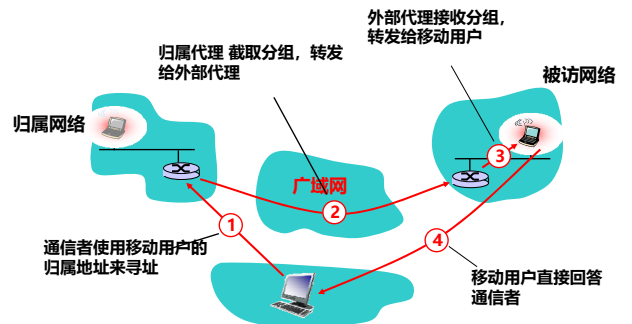 外部代理接收分组,
转发给移动用户
归属代理 截取分组，转发
给外部代理
被访网络
归属网络
3
广域网
2
1
4
通信者使用移动用户的
归属地址来寻址
移动用户直接回答
通信者